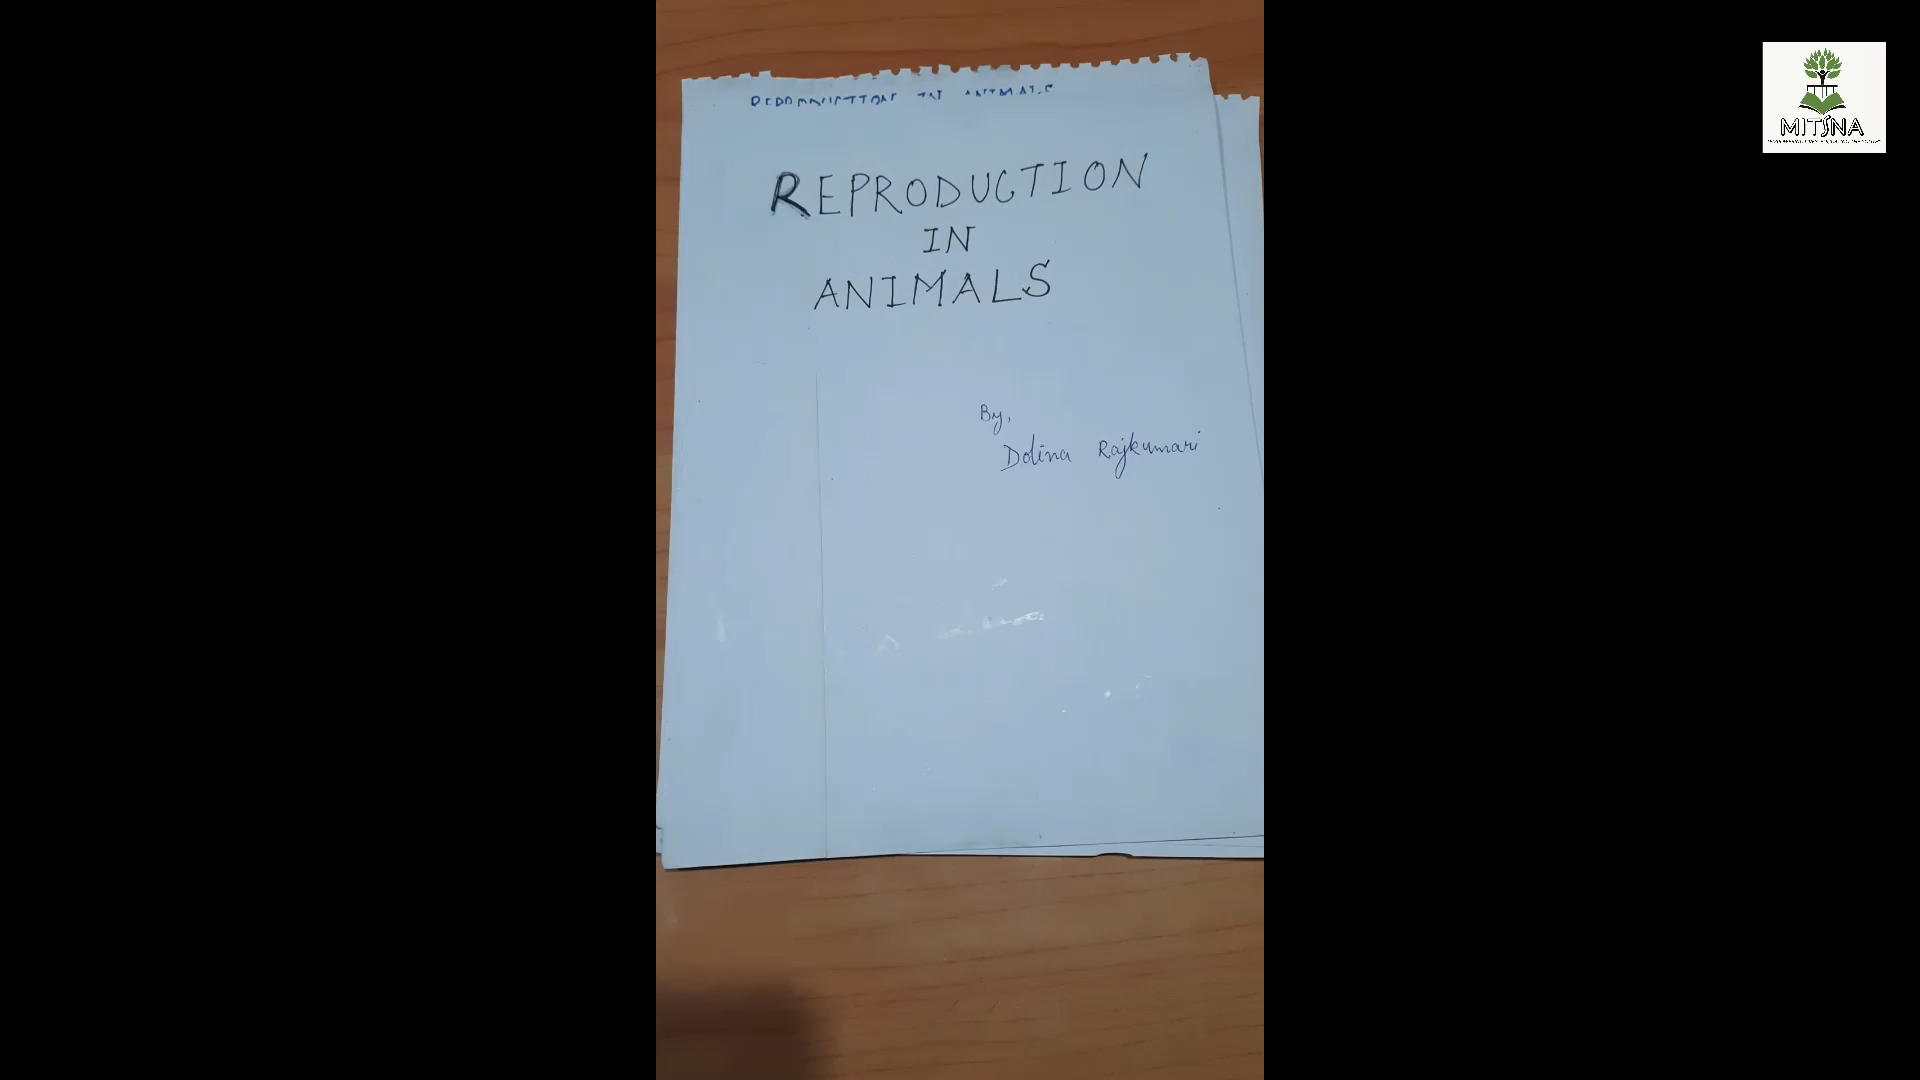 REPRODUCTION
IN
ANIMALS
By,
Dolina Rajkumari
MITSNA